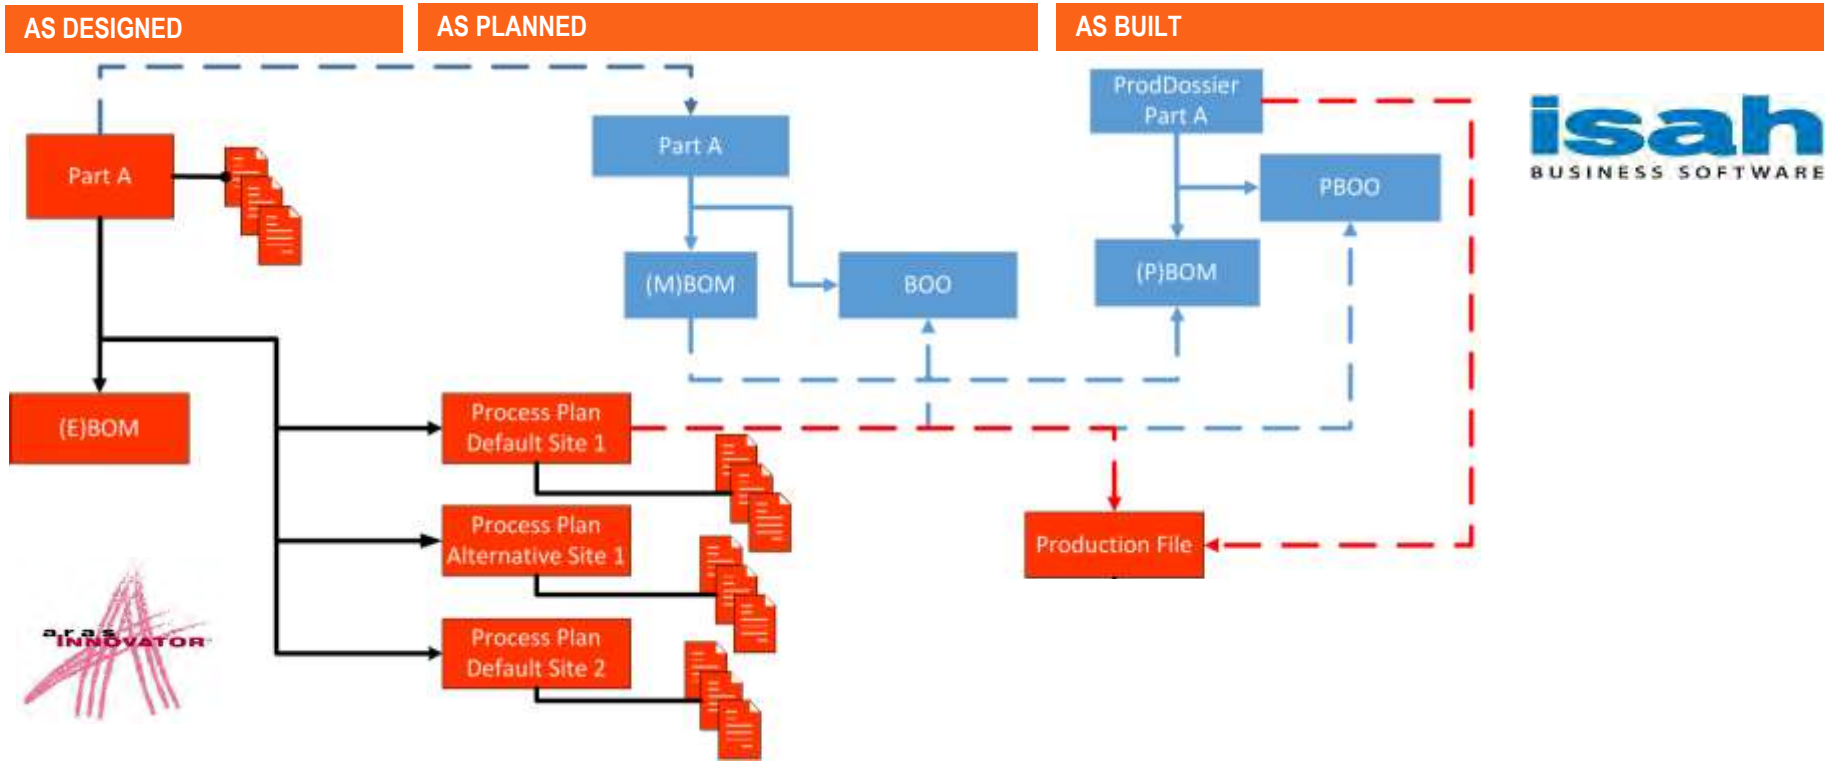 AS DESIGNED
AS PLANNED
AS BUILT
Part A
(E)BOM
Part A
(M)BOM
BOO
ProdDossier
Part A
PBOO
(P)BOM
isah
BUSINESS SOFTWARE
Process Plan
Default Site 1
Process Plan
Alternative Site 1
Process Plan
Default Site 2
Production File
aras
INNOVATOR